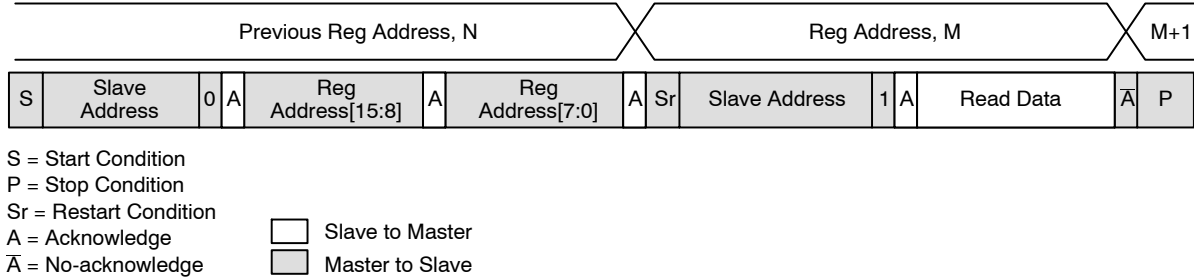 Previous Reg Address, N Reg Address, M M+1
S Slave Address 0 A Reg Address[15:8] A Reg Address[7:0] A Sr Slave Address 1 A Read Data A̅ P
S = Start Condition
P = Stop Condition
Sr = Restart Condition
A = Acknowledge
A̅ = No-acknowledge
Slave to Master
Master to Slave